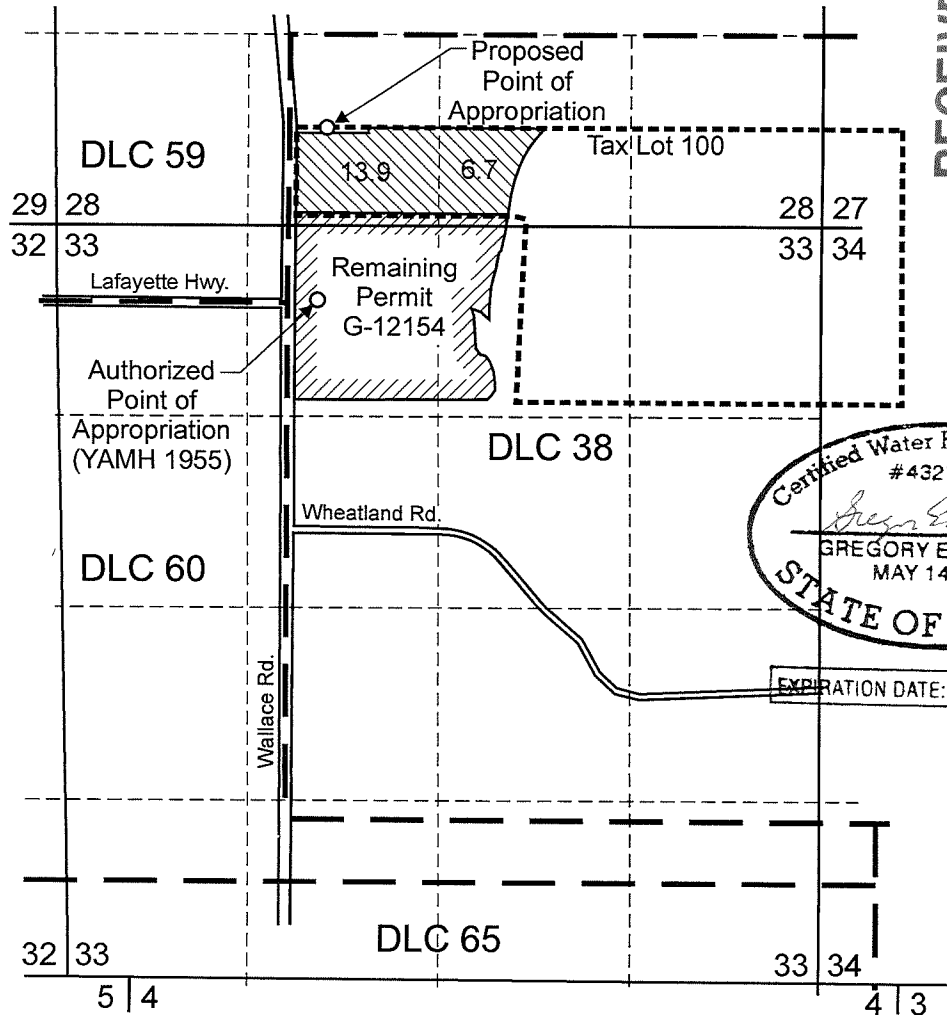 Proposed
Point of
Appropriation
DLC 59
13.9
6.7
Tax Lot 100
29 28
28 27
32 33
33 34
Lafayette Hwy.
Remaining
Permit
G-12154
Authorized
Point of
Appropriation
(YAMH 1955)
DLC 38
Certified Water
#432
GREGORY E
MAY 14
STATE OF
Wheatland Rd.
DLC 60
EXPIRATION DATE:
Wallace Rd.
DLC 65
32 33
33 34
5 4
4 3